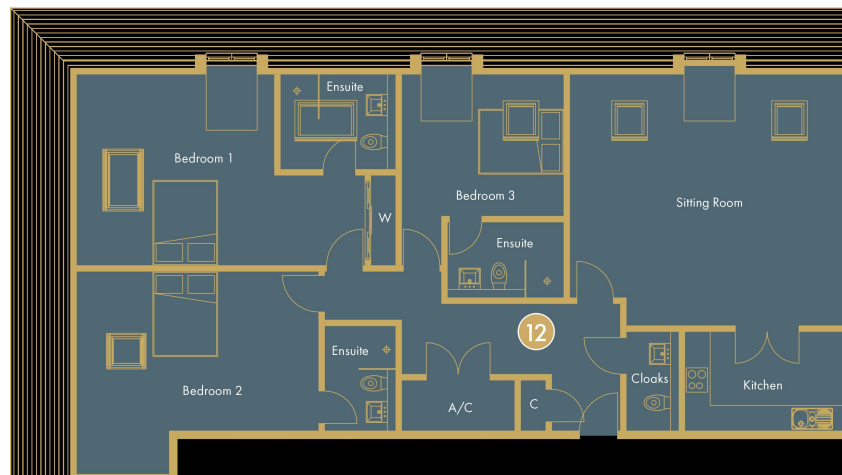 Ensuite
Bedroom 1
W
Bedroom 3
Sitting Room
Ensuite
12
Ensuite
Bedroom 2
A/C
C
Cloaks
Kitchen